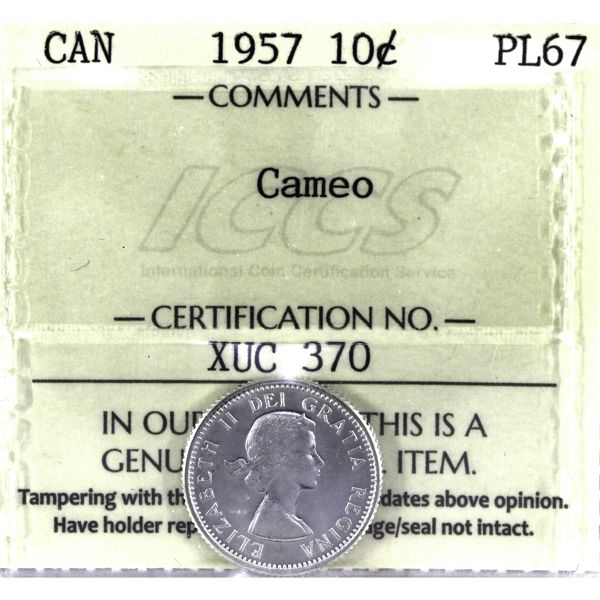 CAN 1957 10¢ PL67
— COMMENTS —
Cameo
ICCS
International Coin Certification Service
— CERTIFICATION NO. —
XUC 370
IN OU THIS IS A
GENU ITEM.
Tampering with th dates above opinion.
Have holder rep ge/seal not intact.
ELIZABETH II DEI GRATIA REGINA